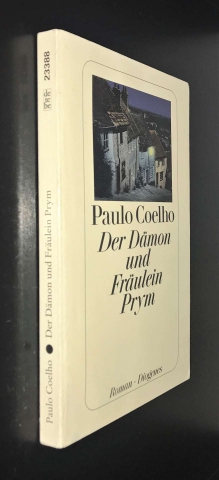 Paulo Coelho
Der Dämon
und
Fräulein
Prym
Roman · Diogenes
Paulo Coelho ● Der Dämon und Fräulein Prym
23388